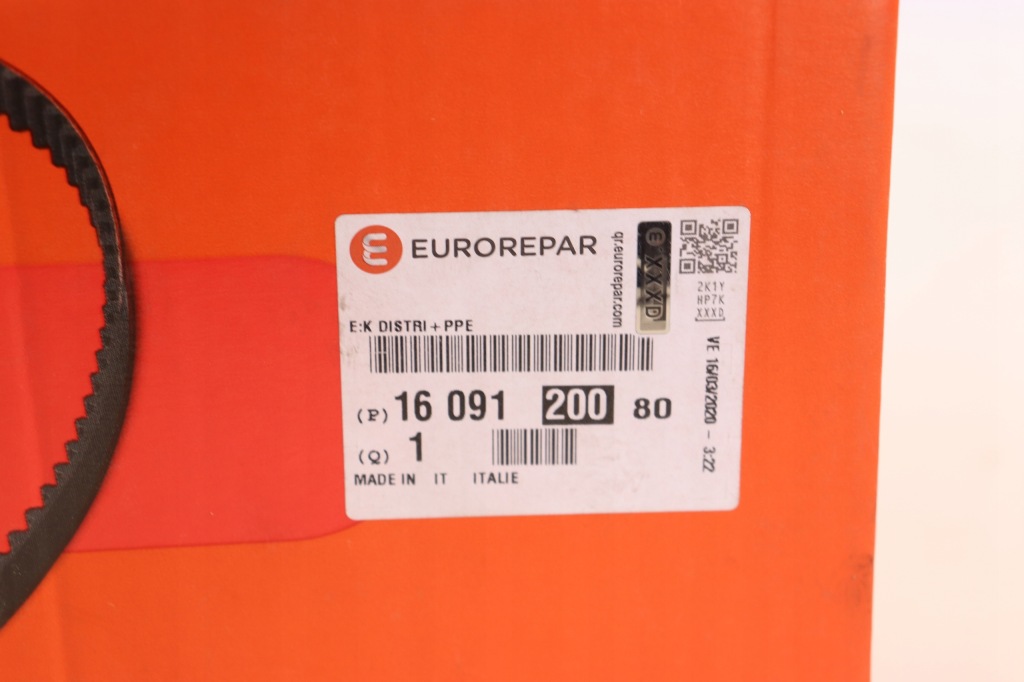 EUROREPAR
qr.eurorepar.com
XXXD
2K1Y
HP7K
XXXD
E:K DISTRI + PPE
(P) 16 091 200 80
(Q) 1
MADE IN IT ITALIE
VE 16/03/2020 - 3:22